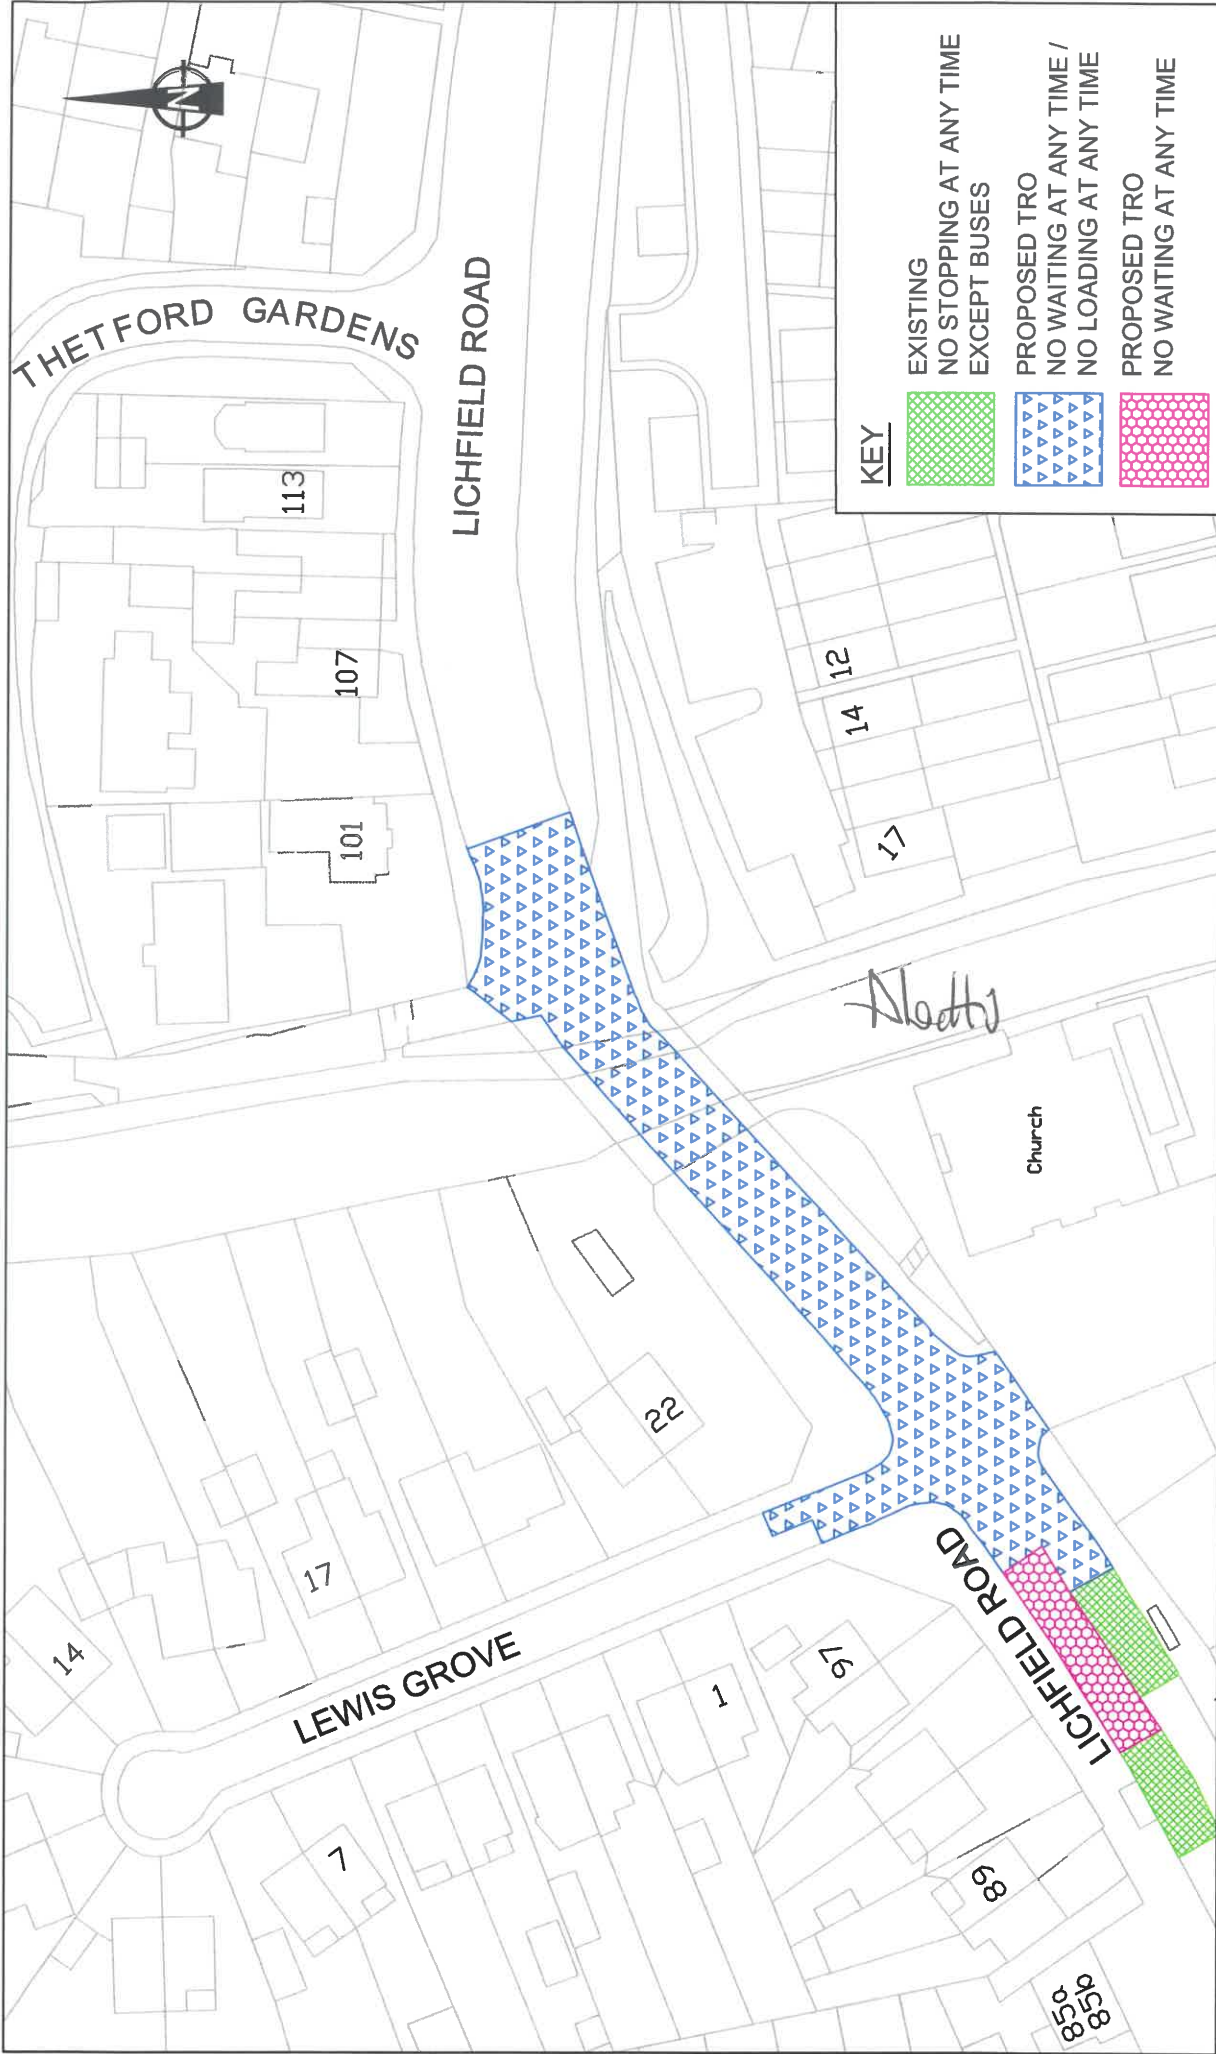 N
THETFORD GARDENS
LICHFIELD ROAD
113
107
101
12
14
17
Church
22
14
17
LEWIS GROVE
7
1
97
89
85a
85b
LICHFIELD ROAD
KEY
EXISTING
NO STOPPING AT ANY TIME
EXCEPT BUSES
PROPOSED TRO
NO WAITING AT ANY TIME /
NO LOADING AT ANY TIME
PROPOSED TRO
NO WAITING AT ANY TIME